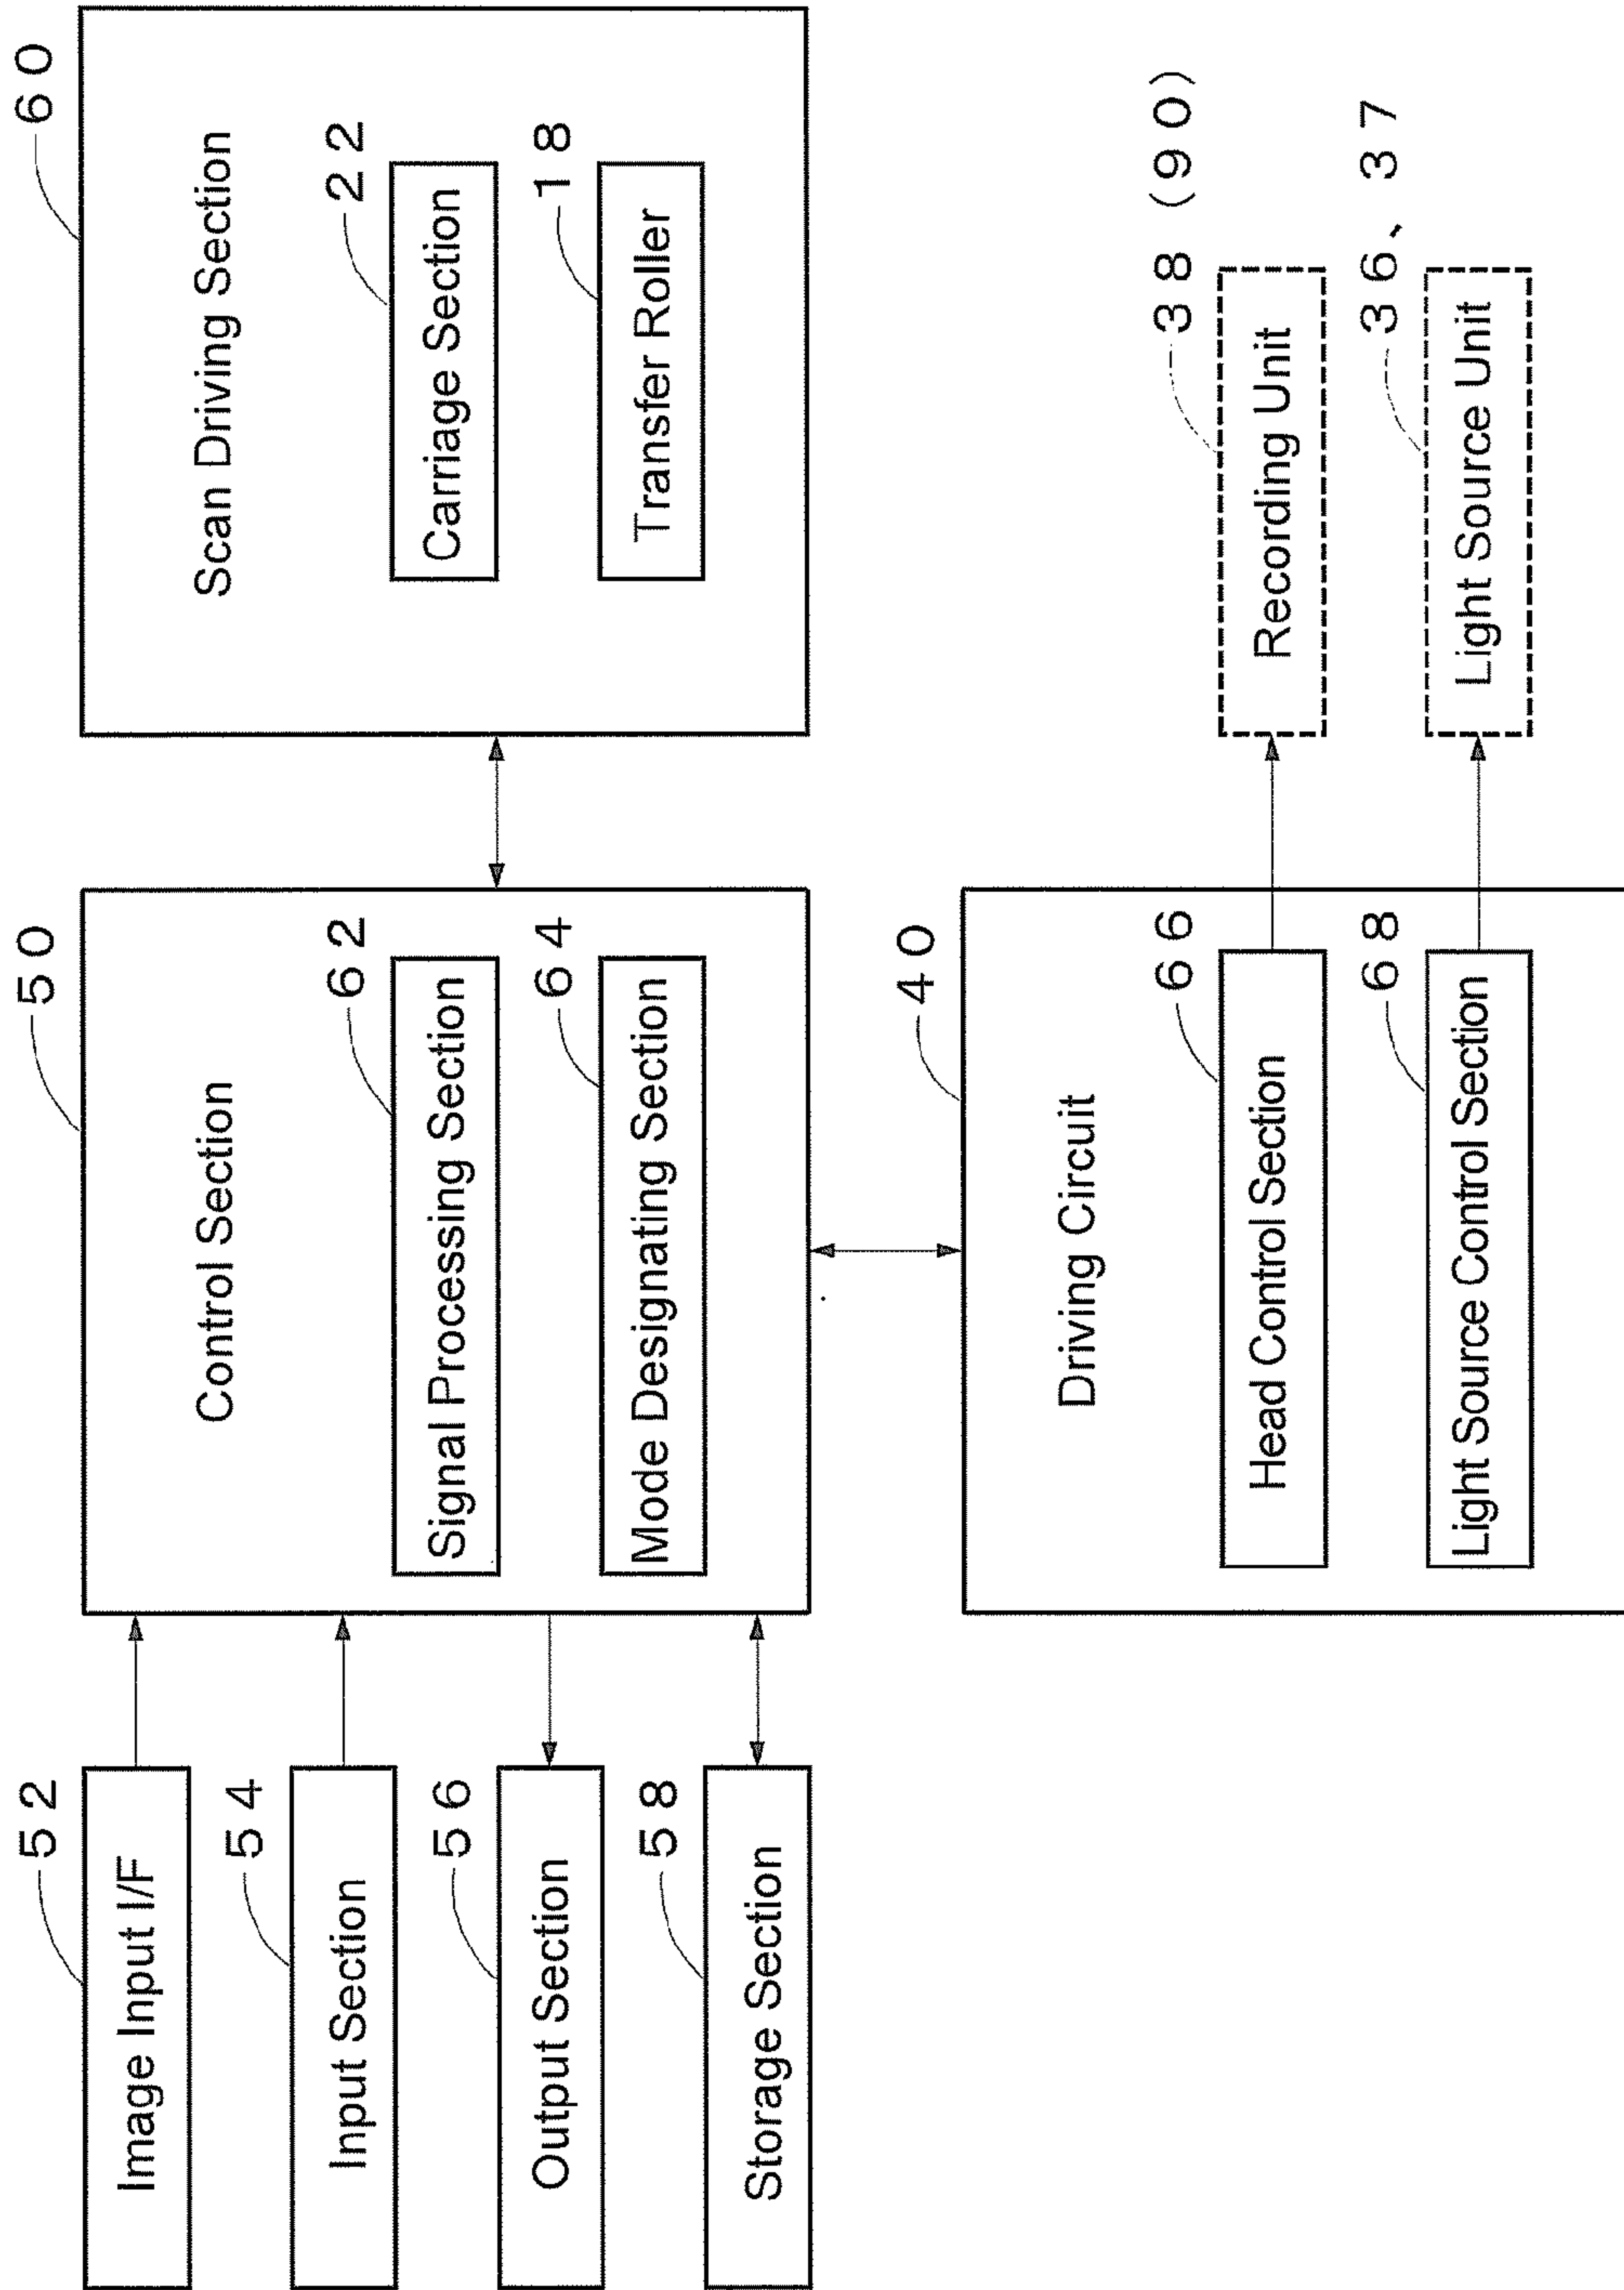 52
Image Input I/F
54
Input Section
56
Output Section
58
Storage Section
50
Control Section
62
Signal Processing Section
64
Mode Designating Section
60
Scan Driving Section
22
Carriage Section
18
Transfer Roller
40
Driving Circuit
66
Head Control Section
68
Light Source Control Section
38 (90)
Recording Unit
36、37
Light Source Unit